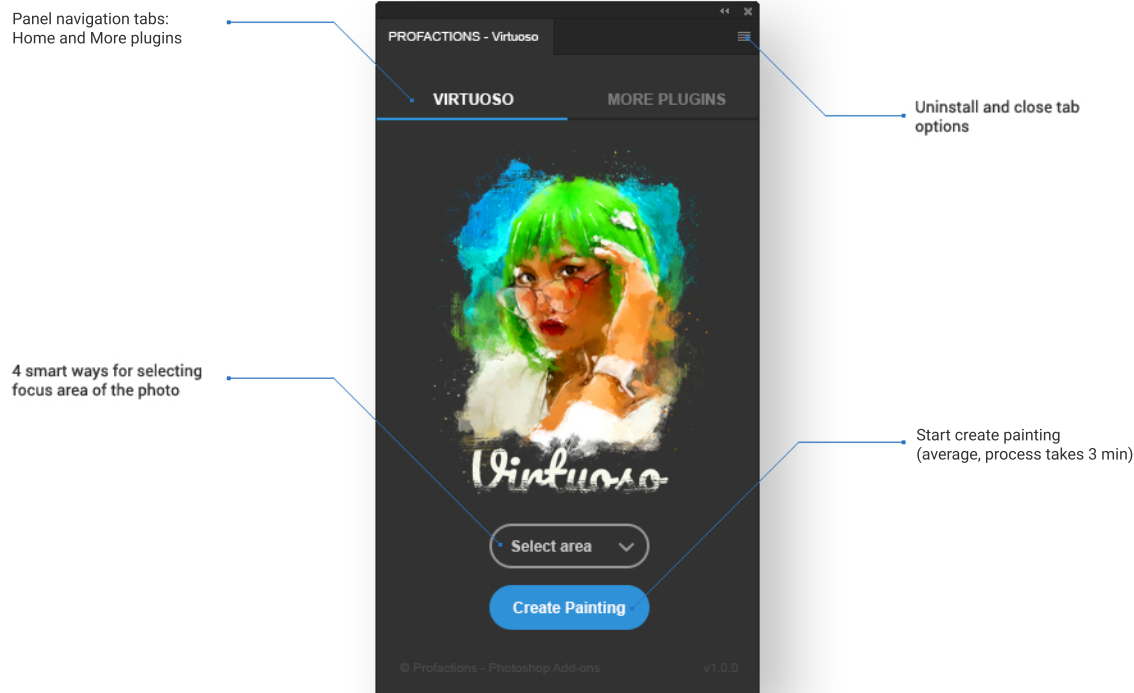 Panel navigation tabs:
Home and More plugins
PROFACTIONS - Virtuoso
VIRTUOSO
MORE PLUGINS
Uninstall and close tab
options
4 smart ways for selecting
focus area of the photo
Start create painting
(average, process takes 3 min)
Virtuoso
Select area
Create Painting
© Profactions - Photoshop Add-ons
v1.0.0